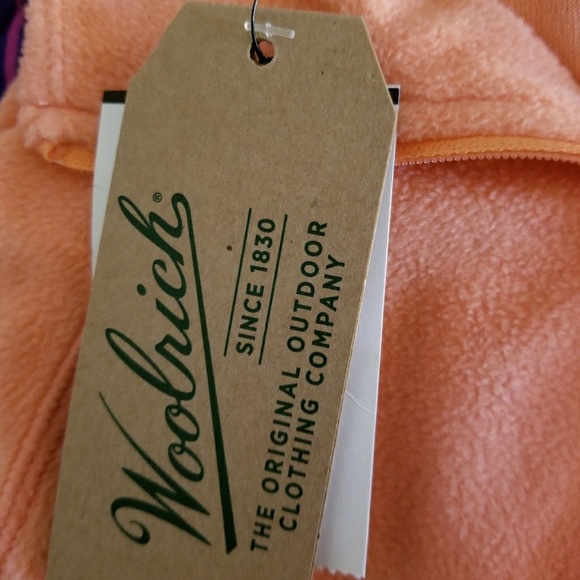 Woolrich®
SINCE 1830
THE ORIGINAL OUTDOOR
CLOTHING COMPANY